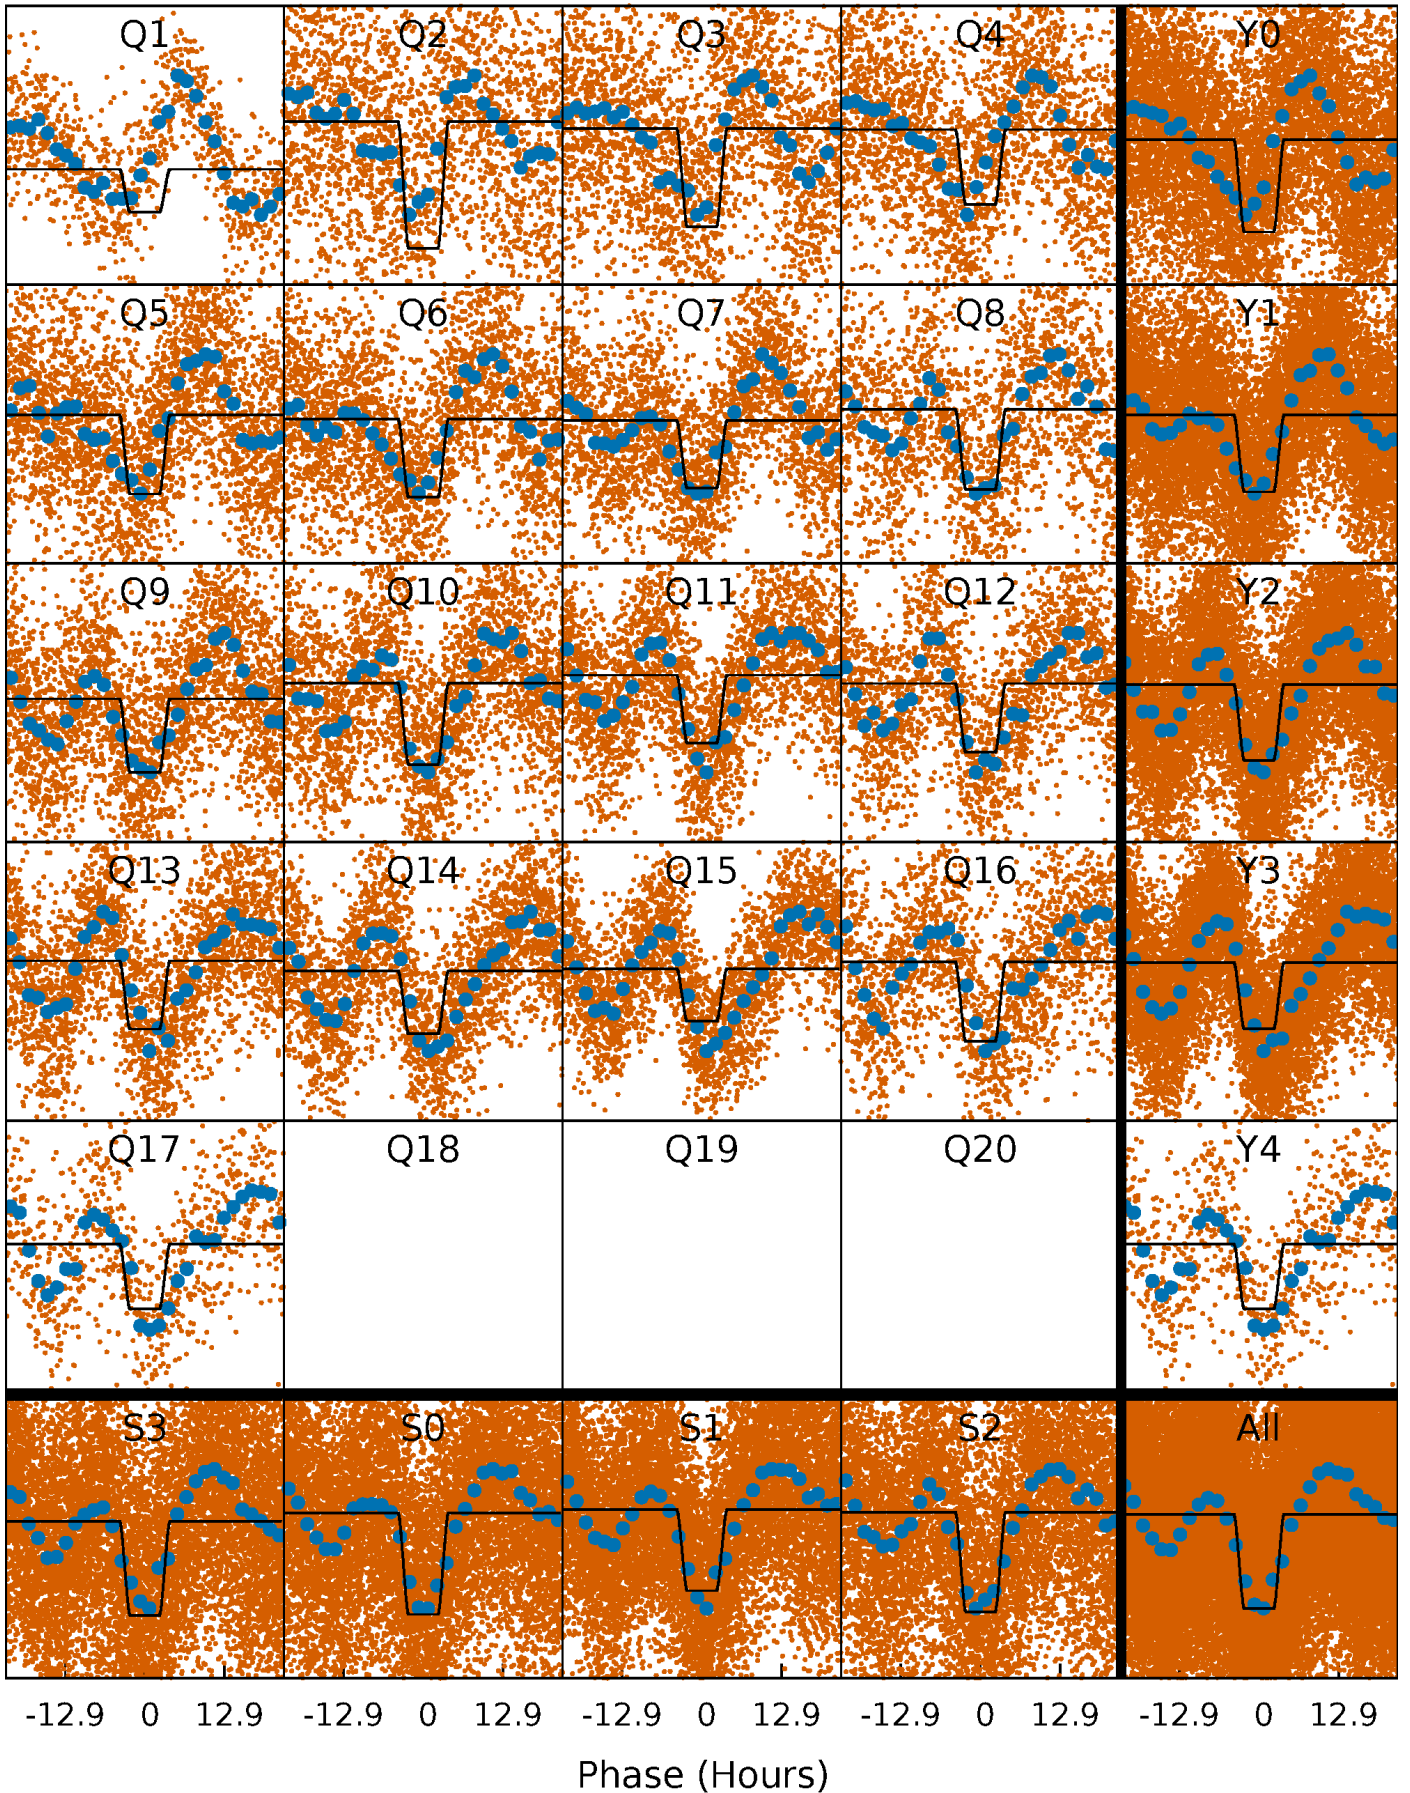 Q1 Q2 Q3 Q4 Y0
Q5 Q6 Q7 Q8 Y1
Q9 Q10 Q11 Q12 Y2
Q13 Q14 Q15 Q16 Y3
Q17 Q18 Q19 Q20 Y4
S3 S0 S1 S2 All
-12.9 0 12.9 -12.9 0 12.9 -12.9 0 12.9 -12.9 0 12.9 -12.9 0 12.9
Phase (Hours)